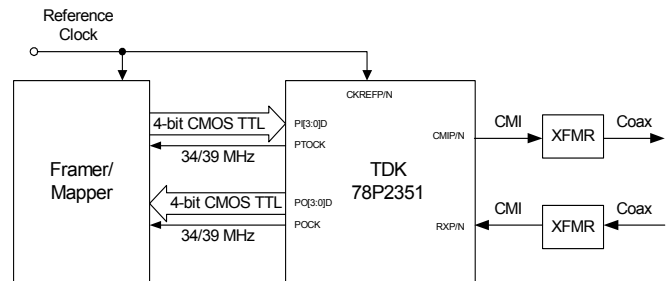 Reference
Clock
CKREFP/N
4-bit CMOS TTL
PI[3:0]D
PTOCK
34/39 MHz
Framer/
Mapper
TDK
78P2351
4-bit CMOS TTL
PO[3:0]D
POCK
34/39 MHz
CMIP/N
CMI
XFMR
Coax
RXP/N
CMI
XFMR
Coax